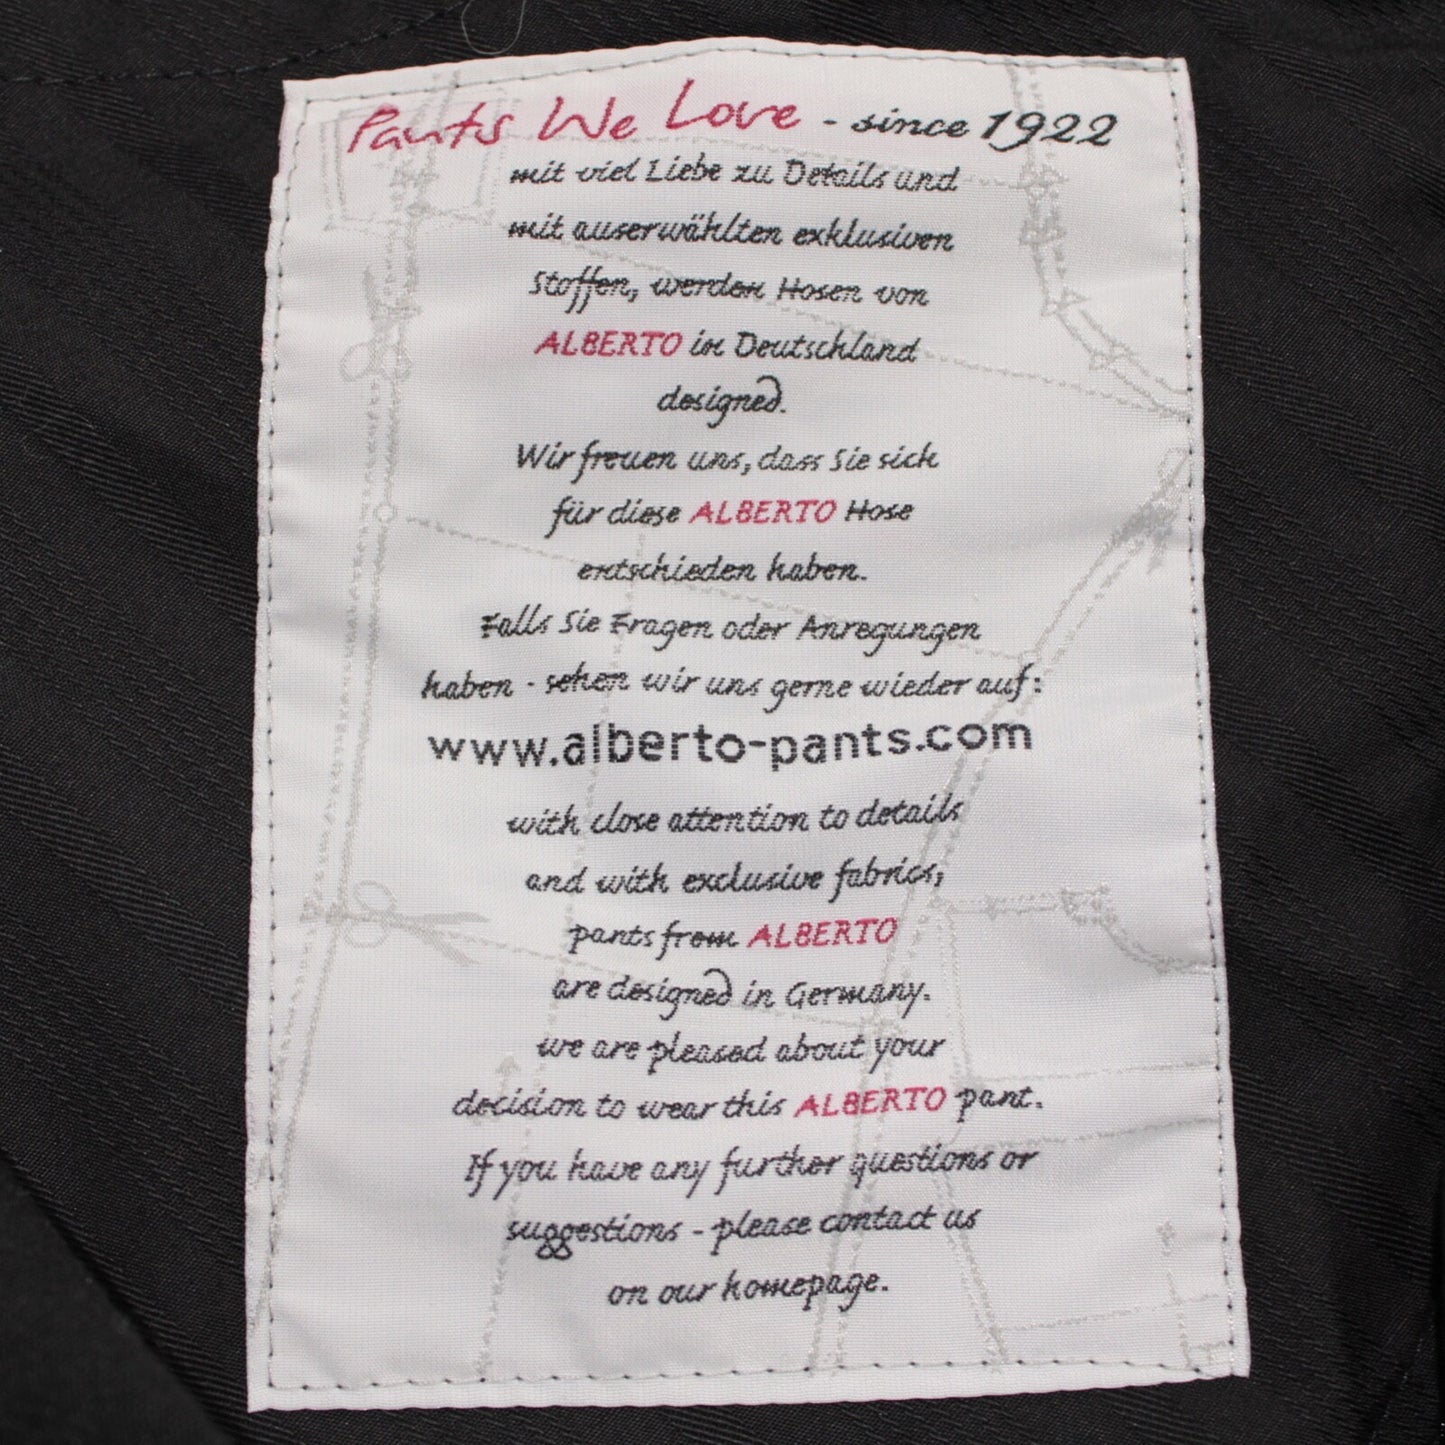 Pants We Love - since 1922
mit viel Liebe zu Details und
mit auserwählten exklusiven
Stoffen, werden Hosen von
ALBERTO in Deutschland
designed.
Wir freuen uns, dass Sie sich
für diese ALBERTO Hose
entschieden haben.
Falls Sie Fragen oder Anregungen
haben - sehen wir uns gerne wieder auf:
www.alberto-pants.com
with close attention to details
and with exclusive fabrics,
pants from ALBERTO
are designed in Germany.
we are pleased about your
decision to wear this ALBERTO pant.
If you have any further questions or
suggestions - please contact us
on our homepage.